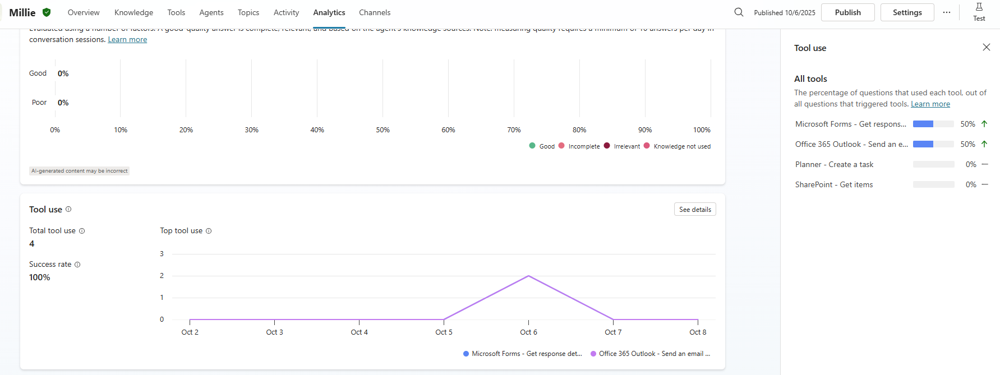 Millie Overview Knowledge Tools Agents Topics Activity Analytics Channels Published 10/6/2025 Publish Settings ... Test
Evaluated using a number of factors. A good-quality answer is complete, relevant, and based on the agent's knowledge sources. Note: measuring quality requires a minimum of 10 answers per day in
conversation sessions. Learn more
Good 0%
Poor 0%
0% 10% 20% 30% 40% 50% 60% 70% 80% 90% 100%
Good Incomplete Irrelevant Knowledge not used
AI-generated content may be incorrect
Tool use See details
Total tool use
4
Success rate
100%
Top tool use
3
2
1
0
Oct 2 Oct 3 Oct 4 Oct 5 Oct 6 Oct 7 Oct 8
Microsoft Forms - Get response det... Office 365 Outlook - Send an email ...
Tool use
All tools
The percentage of questions that used each tool, out of
all questions that triggered tools. Learn more
Microsoft Forms - Get respons... 50%
Office 365 Outlook - Send an e... 50%
Planner - Create a task 0%
SharePoint - Get items 0%